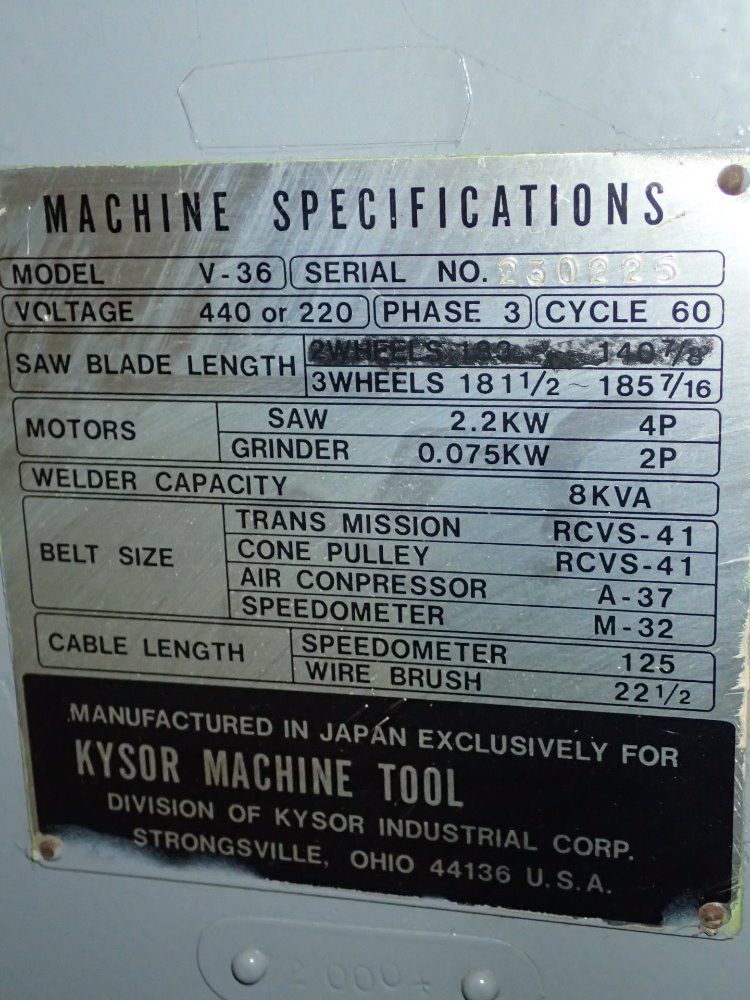 MACHINE SPECIFICATIONS
MODEL V-36 SERIAL NO. 230225
VOLTAGE 440 or 220 PHASE 3 CYCLE 60
SAW BLADE LENGTH 2WHEELS 140 7/8
3WHEELS 181 1/2 ~ 185 7/16
MOTORS SAW 2.2KW 4P
GRINDER 0.075KW 2P
WELDER CAPACITY 8KVA
BELT SIZE TRANS MISSION RCVS-41
CONE PULLEY RCVS-41
AIR CONPRESSOR A-37
SPEEDOMETER M-32
CABLE LENGTH SPEEDOMETER 125
WIRE BRUSH 22 1/2
MANUFACTURED IN JAPAN EXCLUSIVELY FOR
KYSOR MACHINE TOOL
DIVISION OF KYSOR INDUSTRIAL CORP.
STRONGSVILLE, OHIO 44136 U.S.A.